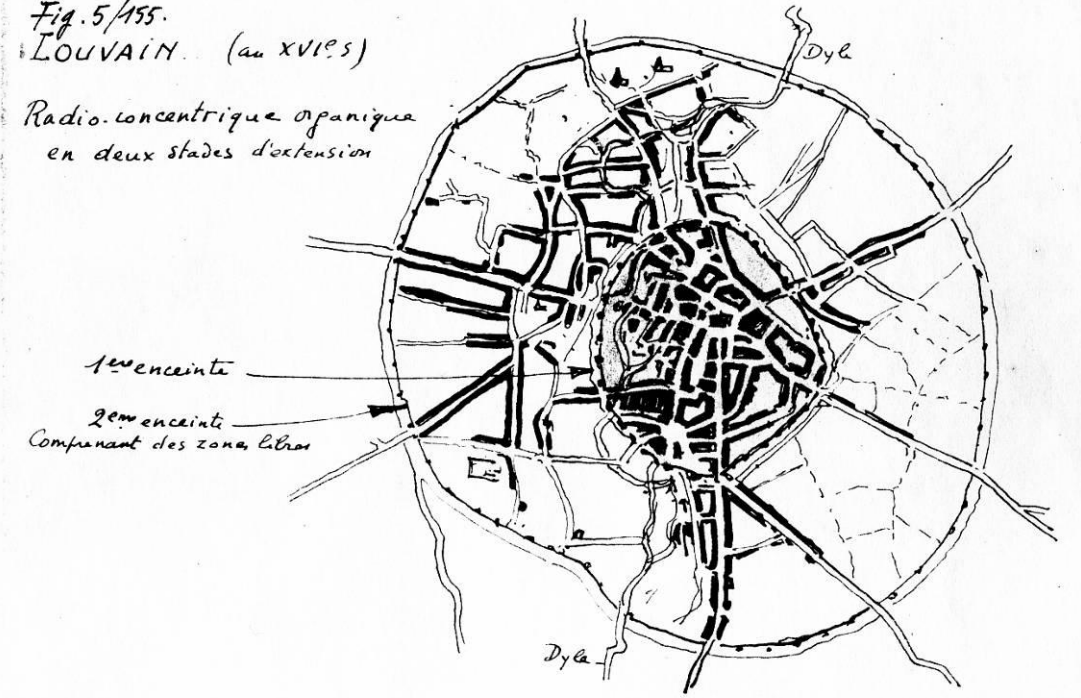 Fig. 5/155.
LOUVAIN. (au XVIe.s)
Radio-concentrique organique
en deux stades d'extension
Dyle
1ere enceinte
2eme enceinte
Comprenant des zones libres
Dyle